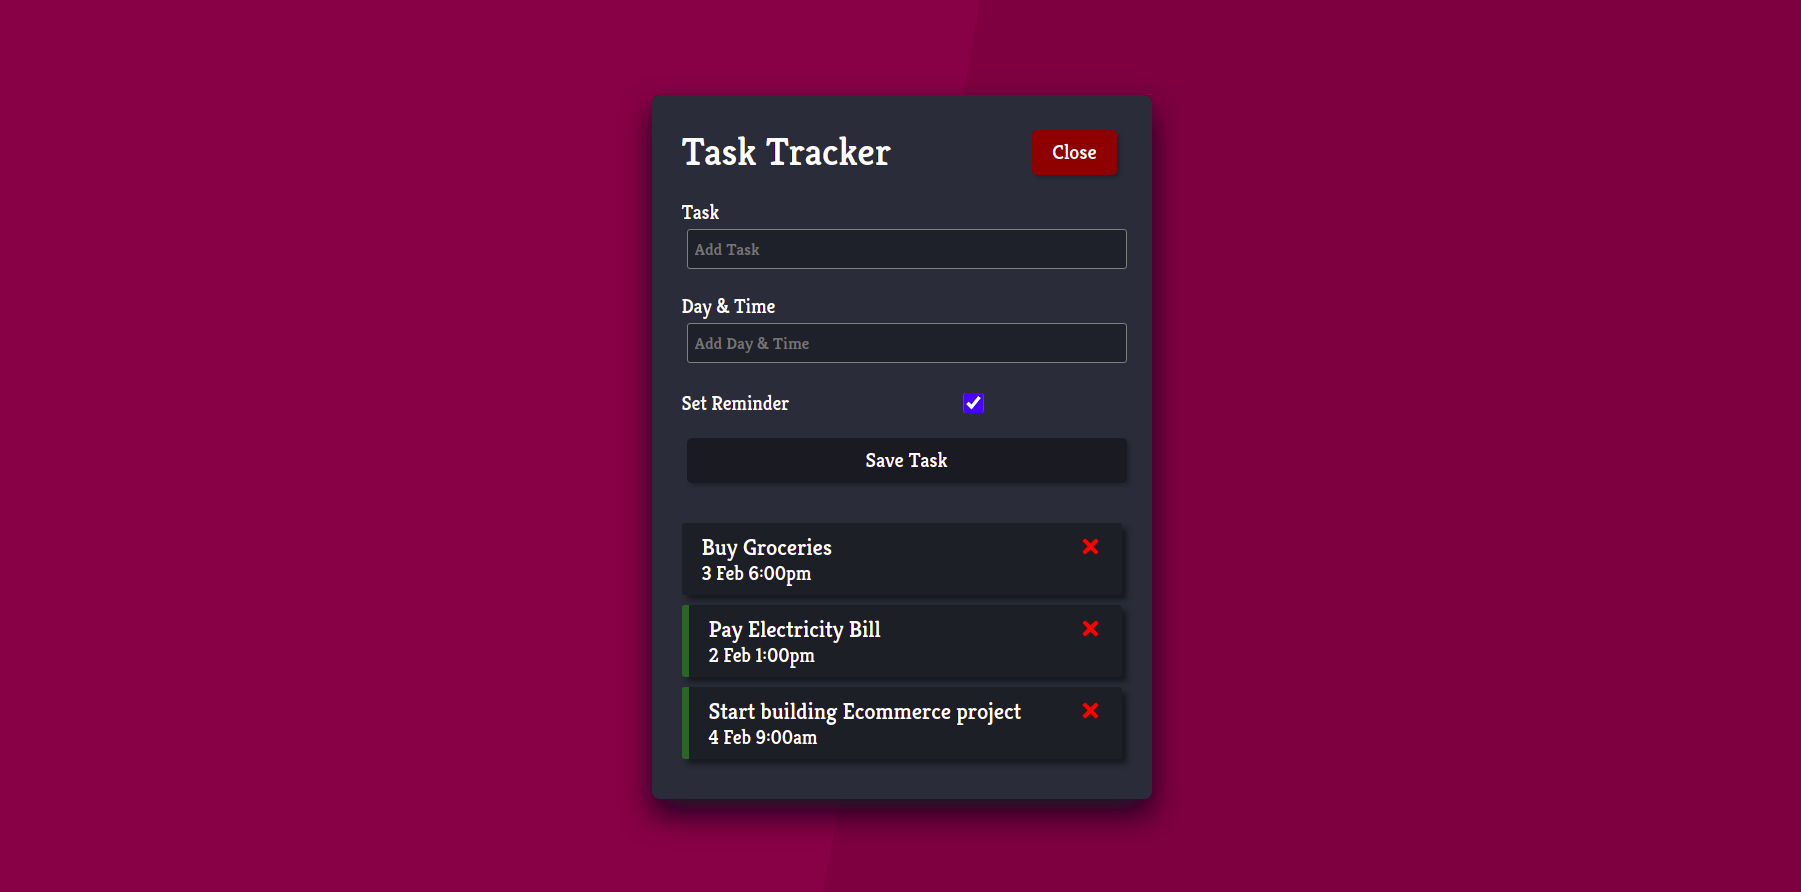 Task Tracker
Close
Task
Add Task
Day & Time
Add Day & Time
Set Reminder
Save Task
Buy Groceries
3 Feb 6:00pm
Pay Electricity Bill
2 Feb 1:00pm
Start building Ecommerce project
4 Feb 9:00am